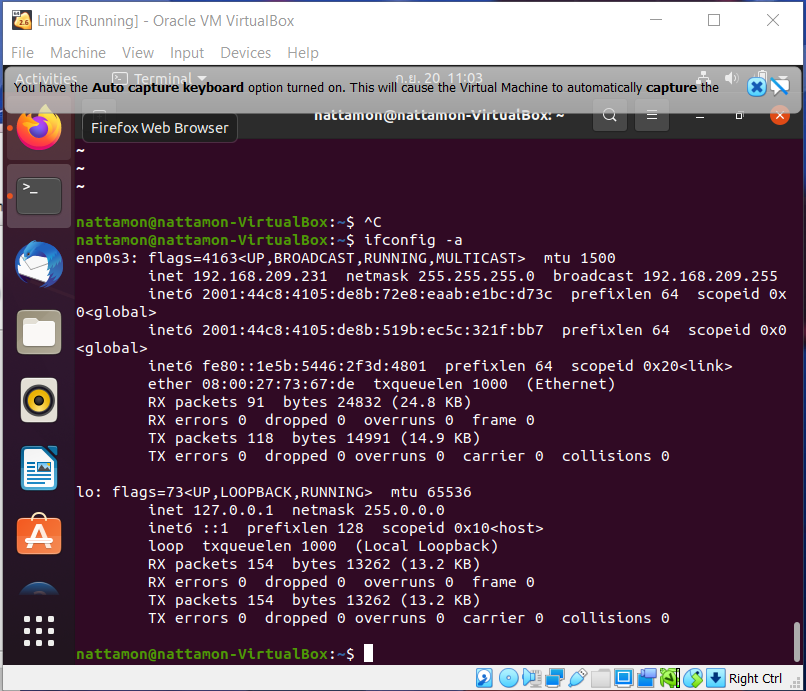 Linux [Running] - Oracle VM VirtualBox
File Machine View Input Devices Help
Activities Terminal ก.ย. 20 11:03
You have the Auto capture keyboard option turned on. This will cause the Virtual Machine to automatically capture the
Firefox Web Browser
nattamon@nattamon-VirtualBox: ~
~
~
~
nattamon@nattamon-VirtualBox:~$ ^C
nattamon@nattamon-VirtualBox:~$ ifconfig -a
enp0s3: flags=4163<UP,BROADCAST,RUNNING,MULTICAST>  mtu 1500
        inet 192.168.209.231  netmask 255.255.255.0  broadcast 192.168.209.255
        inet6 2001:44c8:4105:de8b:72e8:eaab:e1bc:d73c  prefixlen 64  scopeid 0x
0<global>
        inet6 2001:44c8:4105:de8b:519b:ec5c:321f:bb7  prefixlen 64  scopeid 0x0
<global>
        inet6 fe80::1e5b:5446:2f3d:4801  prefixlen 64  scopeid 0x20<link>
        ether 08:00:27:73:67:de  txqueuelen 1000  (Ethernet)
        RX packets 91  bytes 24832 (24.8 KB)
        RX errors 0  dropped 0  overruns 0  frame 0
        TX packets 118  bytes 14991 (14.9 KB)
        TX errors 0  dropped 0 overruns 0  carrier 0  collisions 0
lo: flags=73<UP,LOOPBACK,RUNNING>  mtu 65536
        inet 127.0.0.1  netmask 255.0.0.0
        inet6 ::1  prefixlen 128  scopeid 0x10<host>
        loop  txqueuelen 1000  (Local Loopback)
        RX packets 154  bytes 13262 (13.2 KB)
        RX errors 0  dropped 0  overruns 0  frame 0
        TX packets 154  bytes 13262 (13.2 KB)
        TX errors 0  dropped 0 overruns 0  carrier 0  collisions 0
nattamon@nattamon-VirtualBox:~$
Right Ctrl